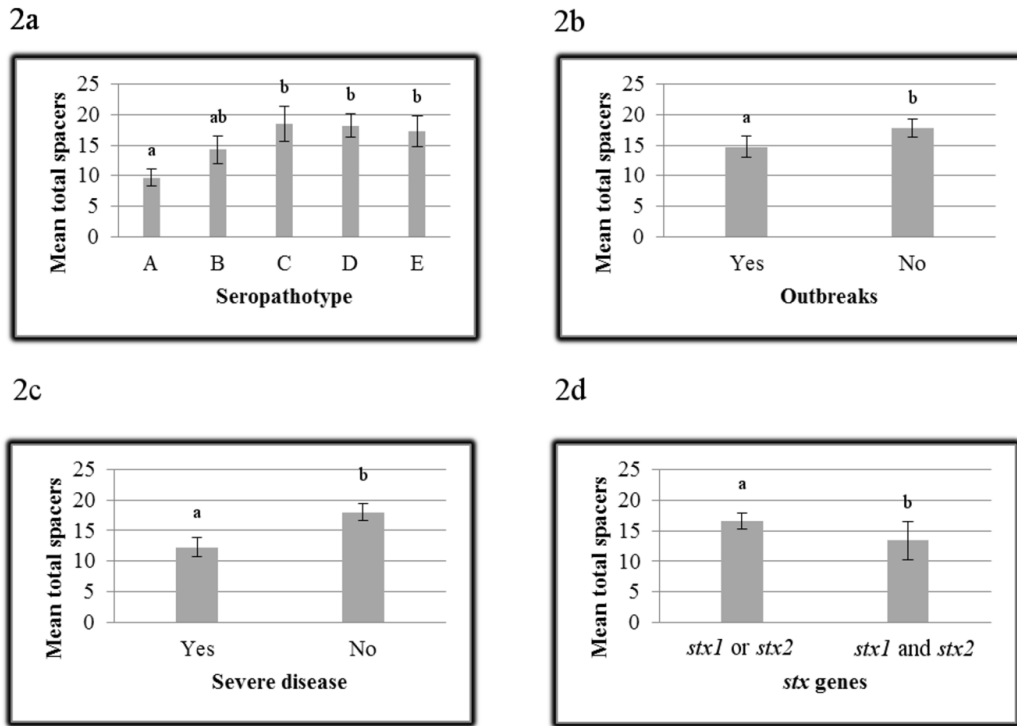 2a
Mean total spacers
25
20
15
10
5
0
a
ab
b
b
b
A B C D E
Seropathotype
2b
Mean total spacers
25
20
15
10
5
0
a
b
Yes No
Outbreaks
2c
Mean total spacers
25
20
15
10
5
0
a
b
Yes No
Severe disease
2d
Mean total spacers
25
20
15
10
5
0
a
b
stx1 or stx2 stx1 and stx2
stx genes